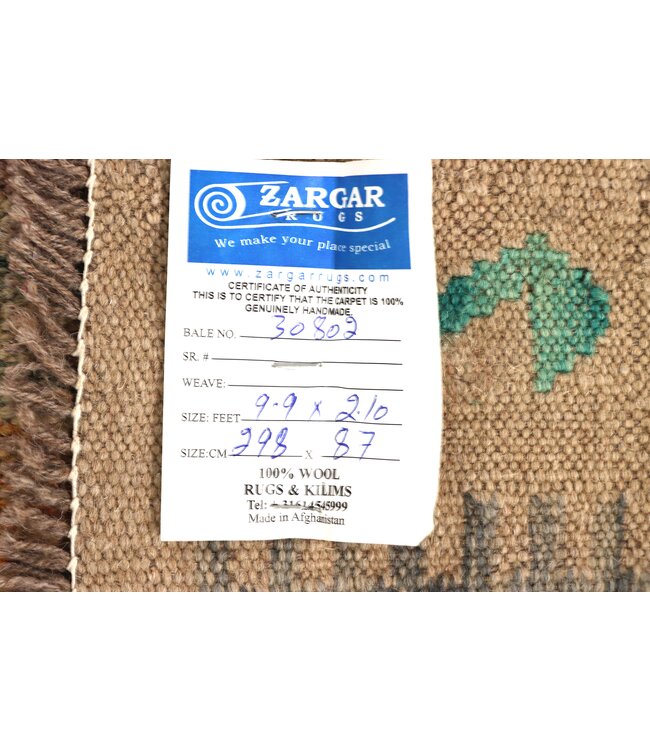 ZARGAR
RUGS
We make your place special
www.zargarrugs.com
CERTIFICATE OF AUTHENTICITY
THIS IS TO CERTIFY THAT THE CARPET IS 100%
GENUINELY HANDMADE
BALE NO. 30802
SR. #
WEAVE:
SIZE: FEET 9.9 x 2.10
SIZE:CM 298 X 87
100% WOOL
RUGS & KILIMS
Tel: +31614545999
Made in Afghanistan